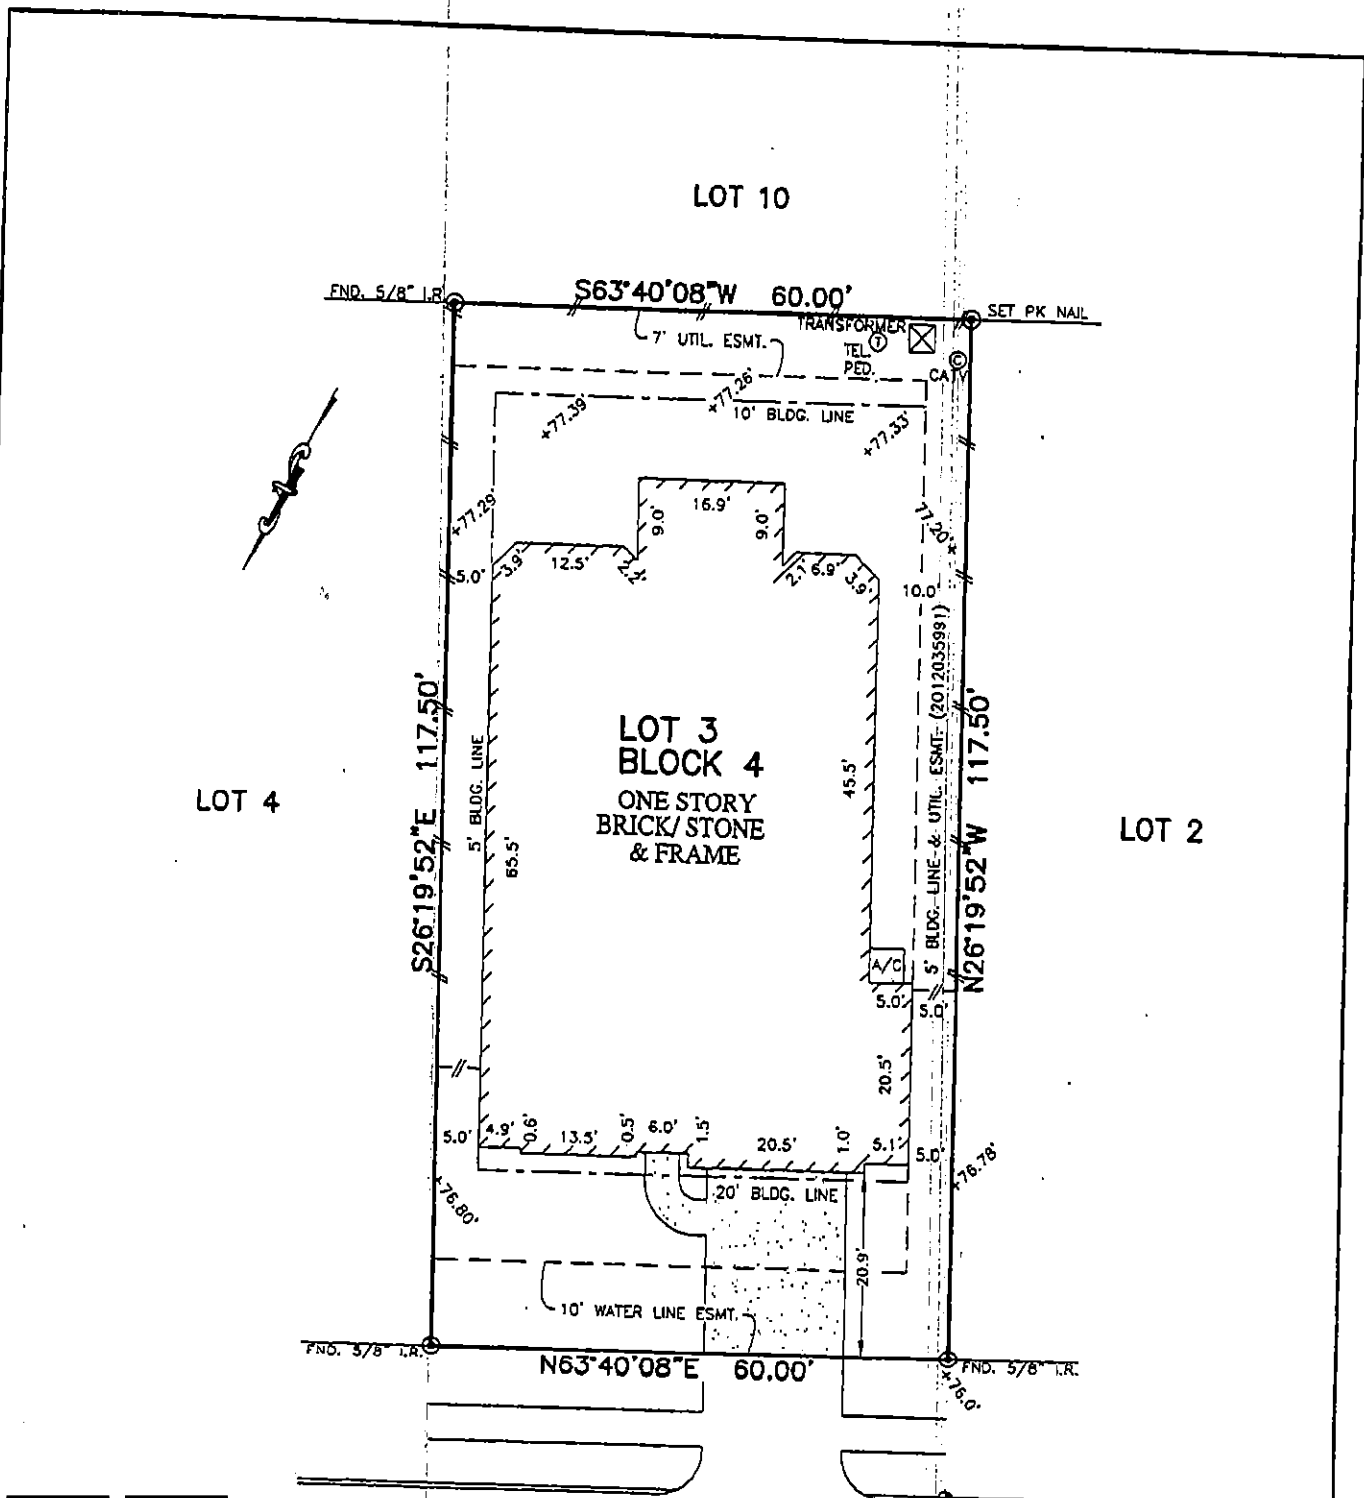 LOT 10
FND. 5/8" I.R.
S63°40'08"W 60.00'
SET PK NAIL
TRANSFORMER
7' UTIL. ESMT.
T
TEL.
PED.
C
CATV
+77.39'
+77.26'
10' BLDG. LINE
+77.33'
+77.29'
16.9'
9.0'
9.0'
77.20'+
5.0'
3.9'
12.5'
2.2'
2.1'
6.9'
3.9'
10.0'
S26°19'52"E 117.50'
5' BLDG. LINE
65.5'
LOT 3
BLOCK 4
ONE STORY
BRICK/ STONE
& FRAME
45.5'
5' BLDG. LINE & UTIL. ESMT. (2012035991)
N26°19'52"W 117.50'
LOT 4
LOT 2
A/C
5.0'
5.0'
20.5'
5.0'
4.9'
0.6'
13.5'
0.5'
6.0'
1.5'
20.5'
1.0'
5.1'
5.0'
+76.80'
20' BLDG. LINE
+76.78'
20.9'
10' WATER LINE ESMT.
FND. 5/8" I.R.
N63°40'08"E 60.00'
FND. 5/8" I.R.
+76.0'